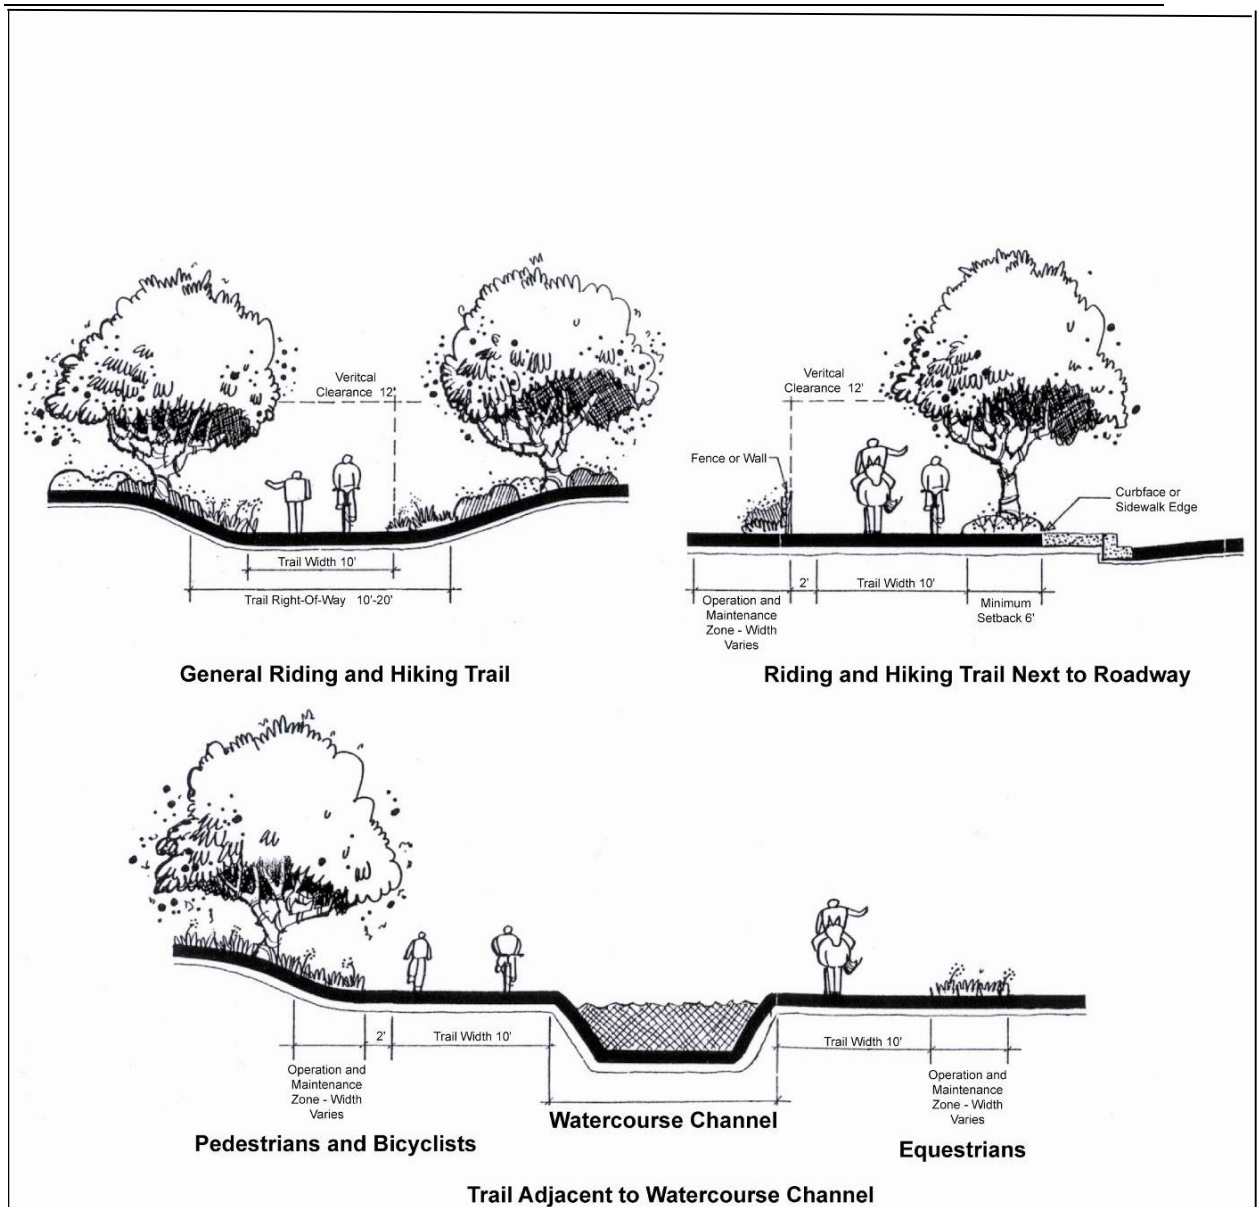 Veritcal
Clearance 12'
Trail Width 10'
Trail Right-Of-Way 10'-20'
General Riding and Hiking Trail
Veritcal
Clearance 12'
Fence or Wall
Curbface or
Sidewalk Edge
2'
Trail Width 10'
Operation and
Maintenance
Zone - Width
Varies
Minimum
Setback 6'
Riding and Hiking Trail Next to Roadway
2'
Trail Width 10'
Operation and
Maintenance
Zone - Width
Varies
Pedestrians and Bicyclists
Watercourse Channel
Trail Width 10'
Operation and
Maintenance
Zone - Width
Varies
Equestrians
Trail Adjacent to Watercourse Channel